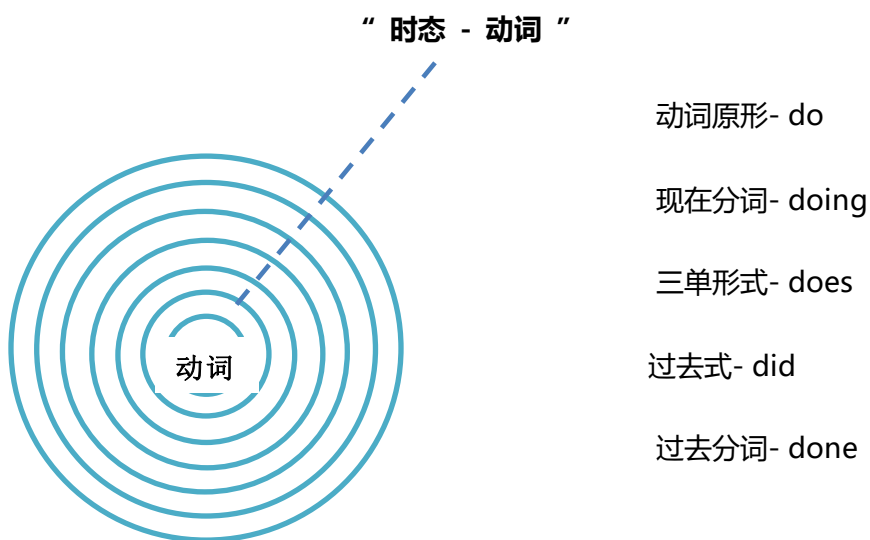 “ 时态 - 动词 ”
动词原形- do
现在分词- doing
三单形式- does
动词
过去式- did
过去分词- done